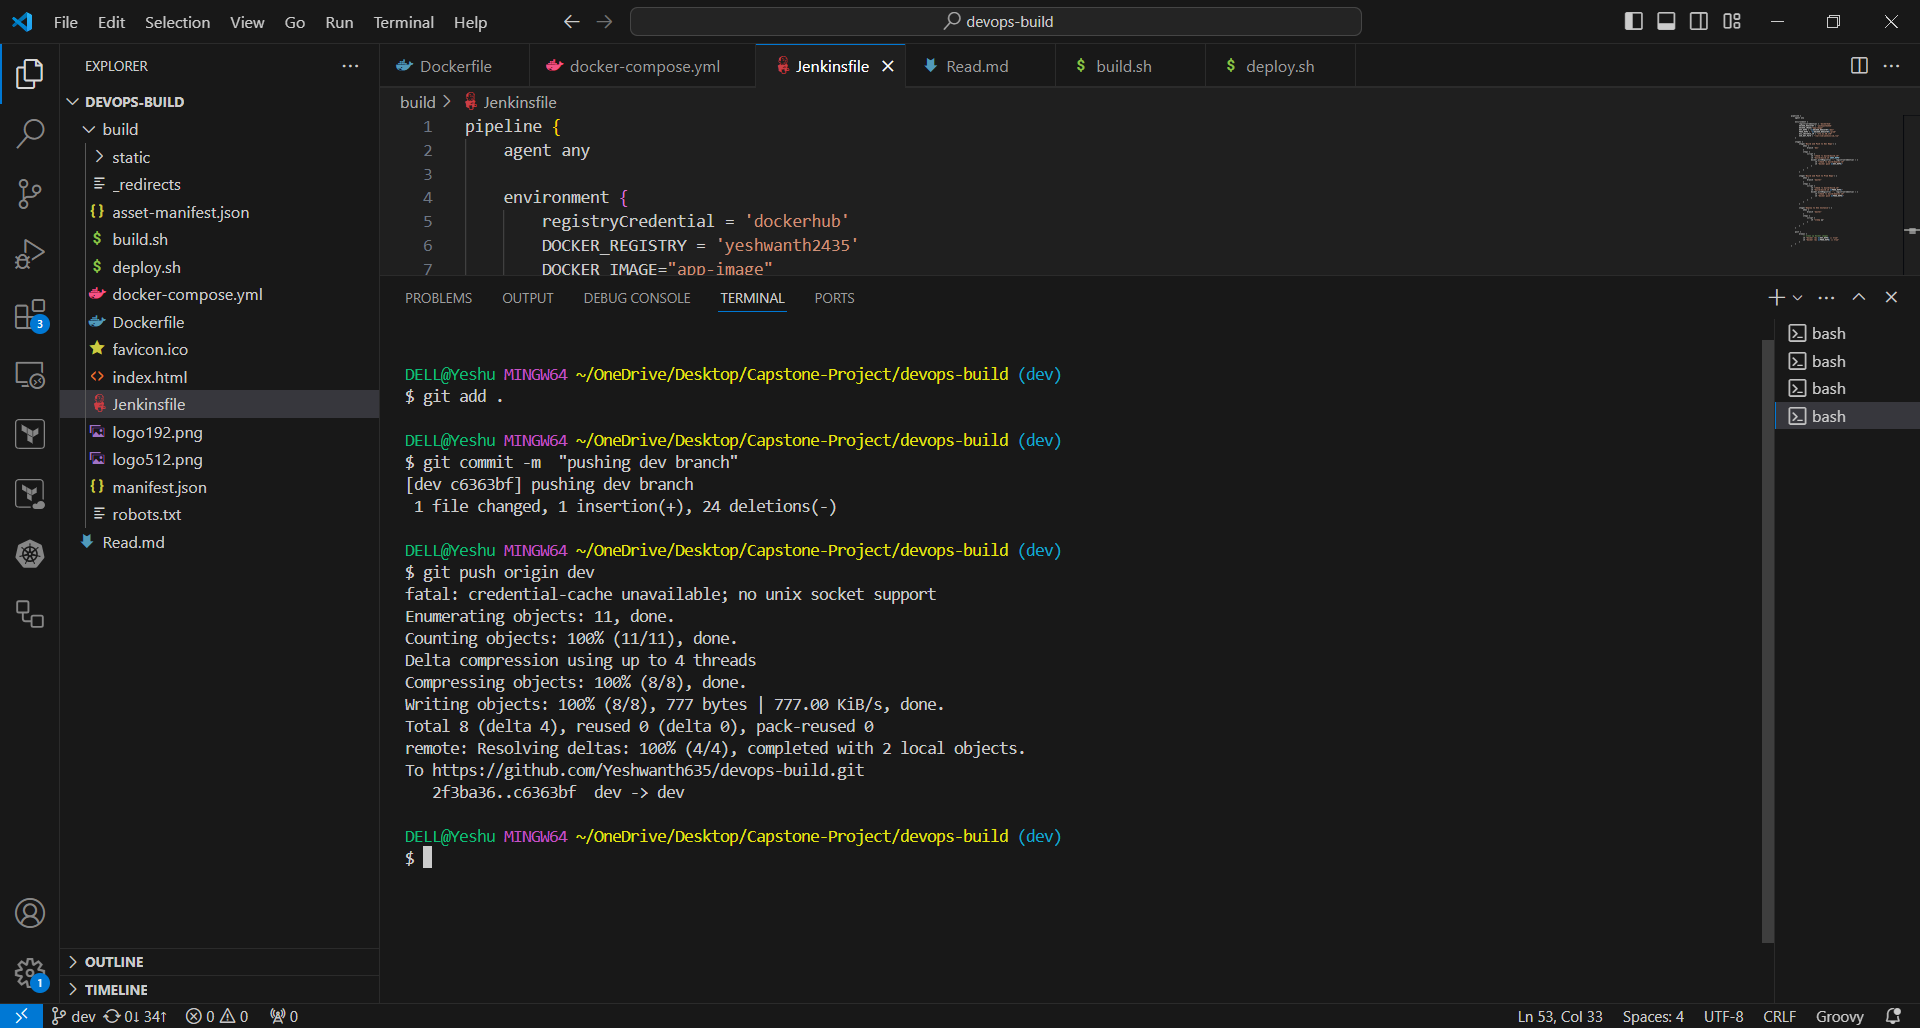 File Edit Selection View Go Run Terminal Help
devops-build
EXPLORER
DEVOPS-BUILD
build
static
_redirects
{} asset-manifest.json
$ build.sh
$ deploy.sh
docker-compose.yml
Dockerfile
favicon.ico
<> index.html
Jenkinsfile
logo192.png
logo512.png
{} manifest.json
robots.txt
Read.md
OUTLINE
TIMELINE
3
1
Dockerfile docker-compose.yml Jenkinsfile Read.md $ build.sh $ deploy.sh
build > Jenkinsfile
1 pipeline {
2 agent any
3
4 environment {
5 registryCredential = 'dockerhub'
6 DOCKER_REGISTRY = 'yeshwanth2435'
7 DOCKER_IMAGE="app-image"
PROBLEMS OUTPUT DEBUG CONSOLE TERMINAL PORTS
DELL@Yeshu MINGW64 ~/OneDrive/Desktop/Capstone-Project/devops-build (dev)
$ git add .
DELL@Yeshu MINGW64 ~/OneDrive/Desktop/Capstone-Project/devops-build (dev)
$ git commit -m  "pushing dev branch"
[dev c6363bf] pushing dev branch
1 file changed, 1 insertion(+), 24 deletions(-)
DELL@Yeshu MINGW64 ~/OneDrive/Desktop/Capstone-Project/devops-build (dev)
$ git push origin dev
fatal: credential-cache unavailable; no unix socket support
Enumerating objects: 11, done.
Counting objects: 100% (11/11), done.
Delta compression using up to 4 threads
Compressing objects: 100% (8/8), done.
Writing objects: 100% (8/8), 777 bytes | 777.00 KiB/s, done.
Total 8 (delta 4), reused 0 (delta 0), pack-reused 0
remote: Resolving deltas: 100% (4/4), completed with 2 local objects.
To https://github.com/Yeshwanth635/devops-build.git
2f3ba36..c6363bf  dev -> dev
DELL@Yeshu MINGW64 ~/OneDrive/Desktop/Capstone-Project/devops-build (dev)
$
bash
bash
bash
bash
dev 0↓ 34↑ 0 0 0 Ln 53, Col 33 Spaces: 4 UTF-8 CRLF Groovy